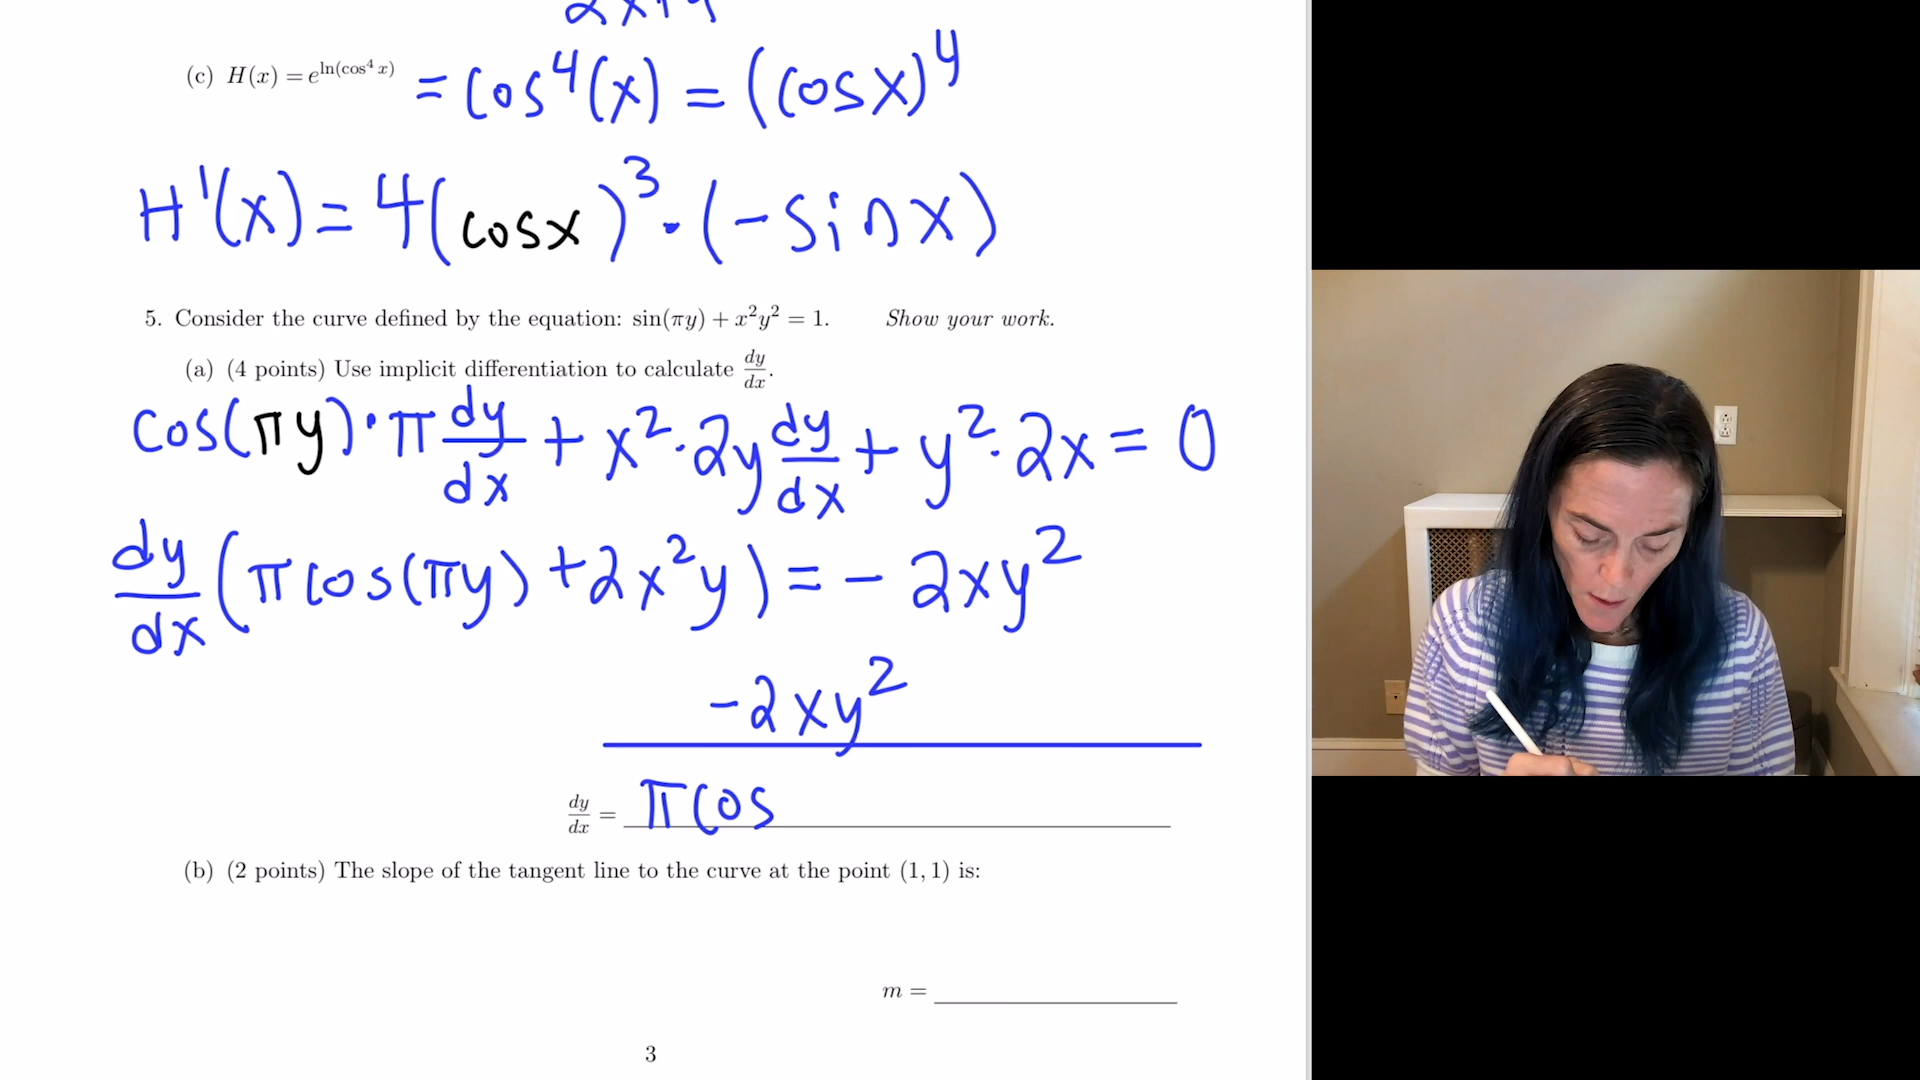 2x+9
(c) H(x) = e^{ln(cos^4 x)} = cos^4(x) = (cosx)^4
H'(x) = 4(cosx)^3 · (-sinx)
5. Consider the curve defined by the equation: sin(πy) + x^2y^2 = 1. Show your work.
(a) (4 points) Use implicit differentiation to calculate dy/dx.
cos(πy) · π dy/dx + x^2 · 2y dy/dx + y^2 · 2x = 0
dy/dx (π cos(πy) + 2x^2y) = - 2xy^2
-2xy^2
dy/dx = π cos
(b) (2 points) The slope of the tangent line to the curve at the point (1, 1) is:
m =
3